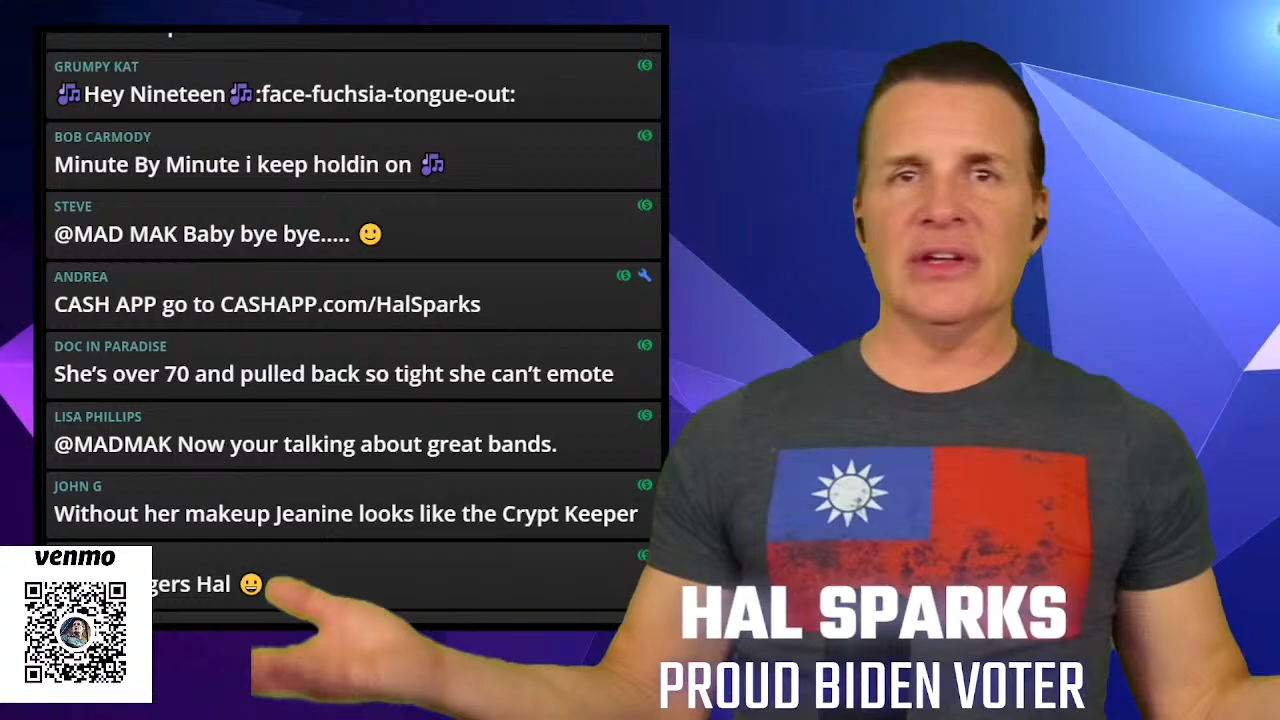 GRUMPY KAT
🎶Hey Nineteen🎶:face-fuchsia-tongue-out:
BOB CARMODY
Minute By Minute i keep holdin on 🎶
STEVE
@MAD MAK Baby bye bye..... 🙂
ANDREA
CASH APP go to CASHAPP.com/HalSparks
DOC IN PARADISE
She’s over 70 and pulled back so tight she can’t emote
LISA PHILLIPS
@MADMAK Now your talking about great bands.
JOHN G
Without her makeup Jeanine looks like the Crypt Keeper
Hal 😀
venmo
HAL SPARKS
PROUD BIDEN VOTER